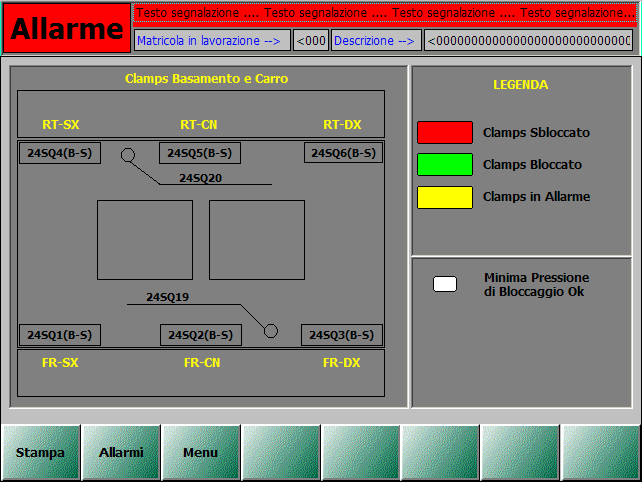 Allarme
Testo segnalazione .... Testo segnalazione .... Testo segnalazione .... Testo segnalazione...
Matricola in lavorazione --> <000 Descrizione --> <00000000000000000000000000000
Clamps Basamento e Carro
RT-SX RT-CN RT-DX
24SQ4(B-S) 24SQ5(B-S) 24SQ6(B-S)
24SQ20
24SQ19
24SQ1(B-S) 24SQ2(B-S) 24SQ3(B-S)
FR-SX FR-CN FR-DX
LEGENDA
Clamps Sbloccato
Clamps Bloccato
Clamps in Allarme
Minima Pressione
di Bloccaggio Ok
Stampa Allarmi Menu